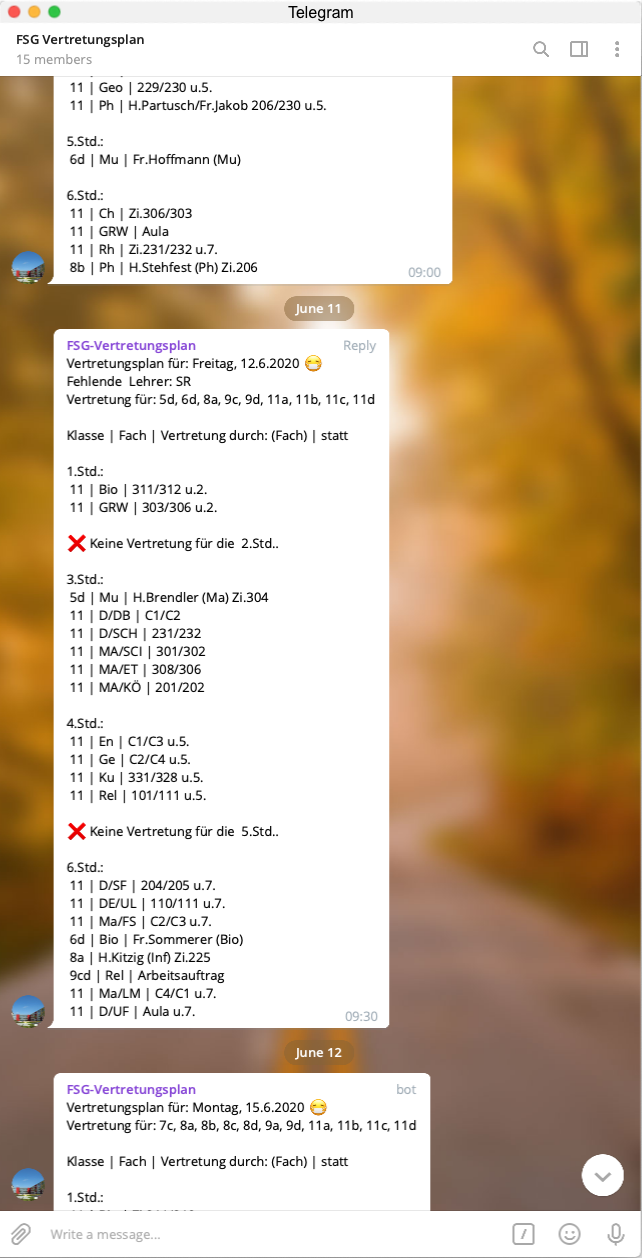 Telegram
FSG Vertretungsplan
15 members
11 | Geo | 229/230 u.5.
11 | Ph | H.Partusch/Fr.Jakob 206/230 u.5.
5.Std.:
6d | Mu | Fr.Hoffmann (Mu)
6.Std.:
11 | Ch | Zi.306/303
11 | GRW | Aula
11 | Rh | Zi.231/232 u.7.
8b | Ph | H.Stehfest (Ph) Zi.206
09:00
June 11
FSG-Vertretungsplan Reply
Vertretungsplan für: Freitag, 12.6.2020 😷
Fehlende Lehrer: SR
Vertretung für: 5d, 6d, 8a, 9c, 9d, 11a, 11b, 11c, 11d
Klasse | Fach | Vertretung durch: (Fach) | statt
1.Std.:
11 | Bio | 311/312 u.2.
11 | GRW | 303/306 u.2.
❌ Keine Vertretung für die 2.Std..
3.Std.:
5d | Mu | H.Brendler (Ma) Zi.304
11 | D/DB | C1/C2
11 | D/SCH | 231/232
11 | MA/SCI | 301/302
11 | MA/ET | 308/306
11 | MA/KÖ | 201/202
4.Std.:
11 | En | C1/C3 u.5.
11 | Ge | C2/C4 u.5.
11 | Ku | 331/328 u.5.
11 | Rel | 101/111 u.5.
❌ Keine Vertretung für die 5.Std..
6.Std.:
11 | D/SF | 204/205 u.7.
11 | DE/UL | 110/111 u.7.
11 | Ma/FS | C2/C3 u.7.
6d | Bio | Fr.Sommerer (Bio)
8a | H.Kitzig (Inf) Zi.225
9cd | Rel | Arbeitsauftrag
11 | Ma/LM | C4/C1 u.7.
11 | D/UF | Aula u.7.
09:30
June 12
FSG-Vertretungsplan bot
Vertretungsplan für: Montag, 15.6.2020 😷
Vertretung für: 7c, 8a, 8b, 8c, 8d, 9a, 9d, 11a, 11b, 11c, 11d
Klasse | Fach | Vertretung durch: (Fach) | statt
1.Std.:
Write a message...